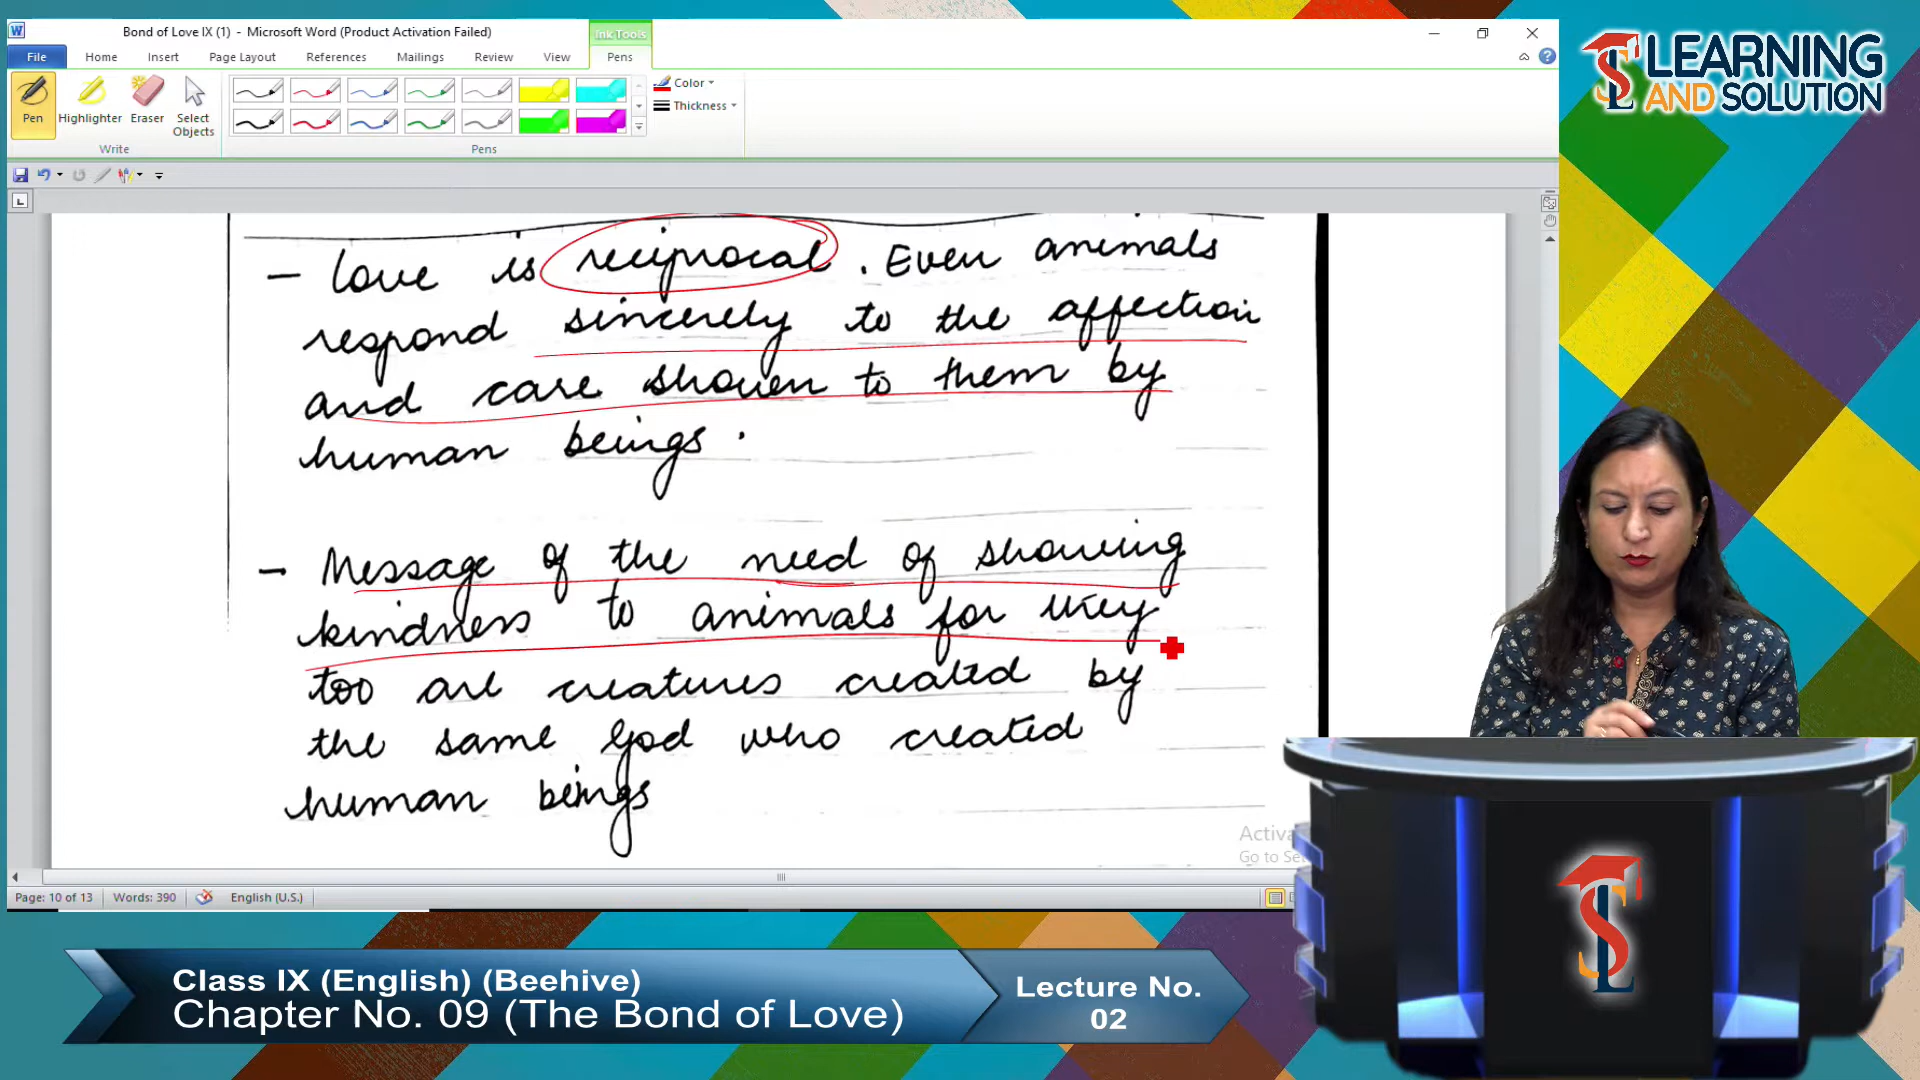 Bond of Love IX (1) - Microsoft Word (Product Activation Failed)
Ink Tools
File Home Insert Page Layout References Mailings Review View Pens
Pen Highlighter Eraser Select Objects
Color
Thickness
Write
Pens
- Love is reciprocal. Even animals
respond sincerely to the affection
and care shown to them by
human beings.
- Message of the need of showing
kindness to animals for they
too are creatures created by
the same God who created
human beings
Activa
Go to Se
Page: 10 of 13 Words: 390 English (U.S.)
LEARNING
AND SOLUTION
Class IX (English) (Beehive)
Chapter No. 09 (The Bond of Love)
Lecture No.
02